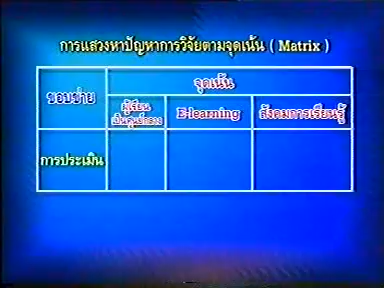 การแสวงหาปัญหาการวิจัยตามจุดเน้น ( Matrix )
ขอบข่าย
จุดเน้น
ผู้เรียน
เป็นศูนย์กลาง
E-learning
สังคมการเรียนรู้
การประเมิน